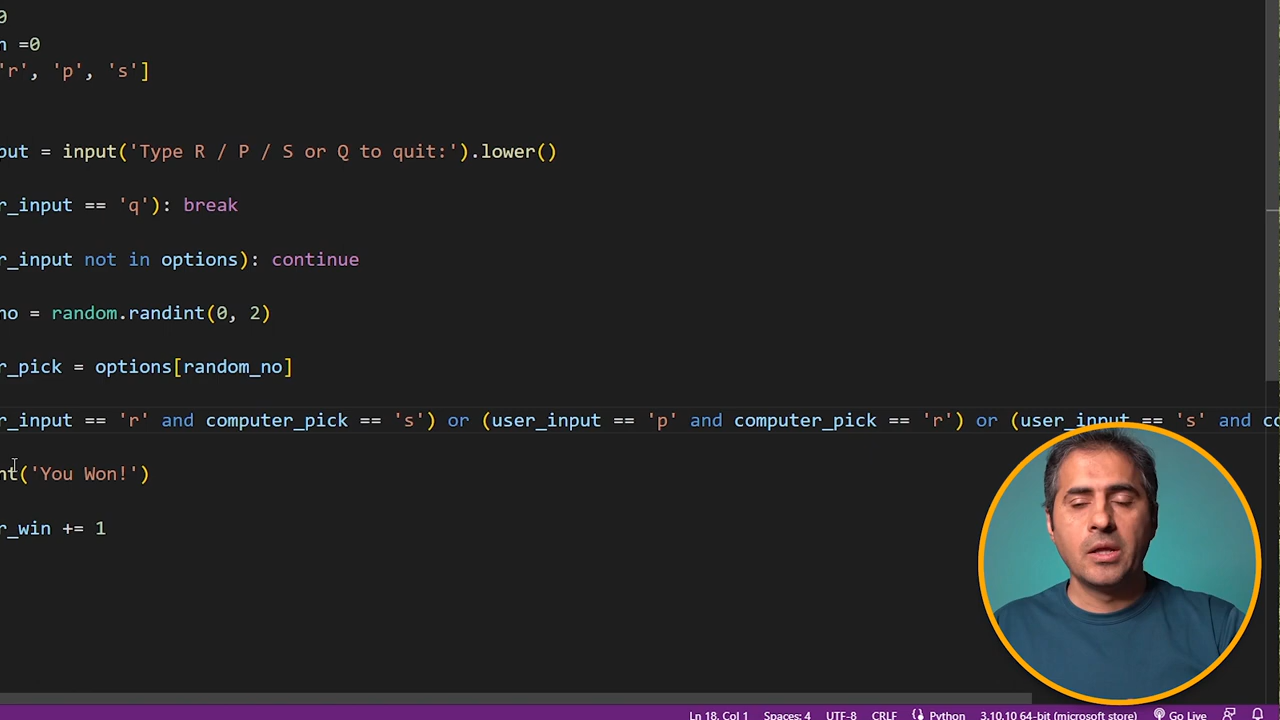 0
n =0
'r', 'p', 's']
put = input('Type R / P / S or Q to quit:').lower()
r_input == 'q'): break
r_input not in options): continue
no = random.randint(0, 2)
r_pick = options[random_no]
r_input == 'r' and computer_pick == 's') or (user_input == 'p' and computer_pick == 'r') or (user_input == 's' and co
nt('You Won!')
r_win += 1
Ln 18, Col 1 Spaces: 4 UTF-8 CRLF Python 3.10.10 64-bit (microsoft store) Go Live